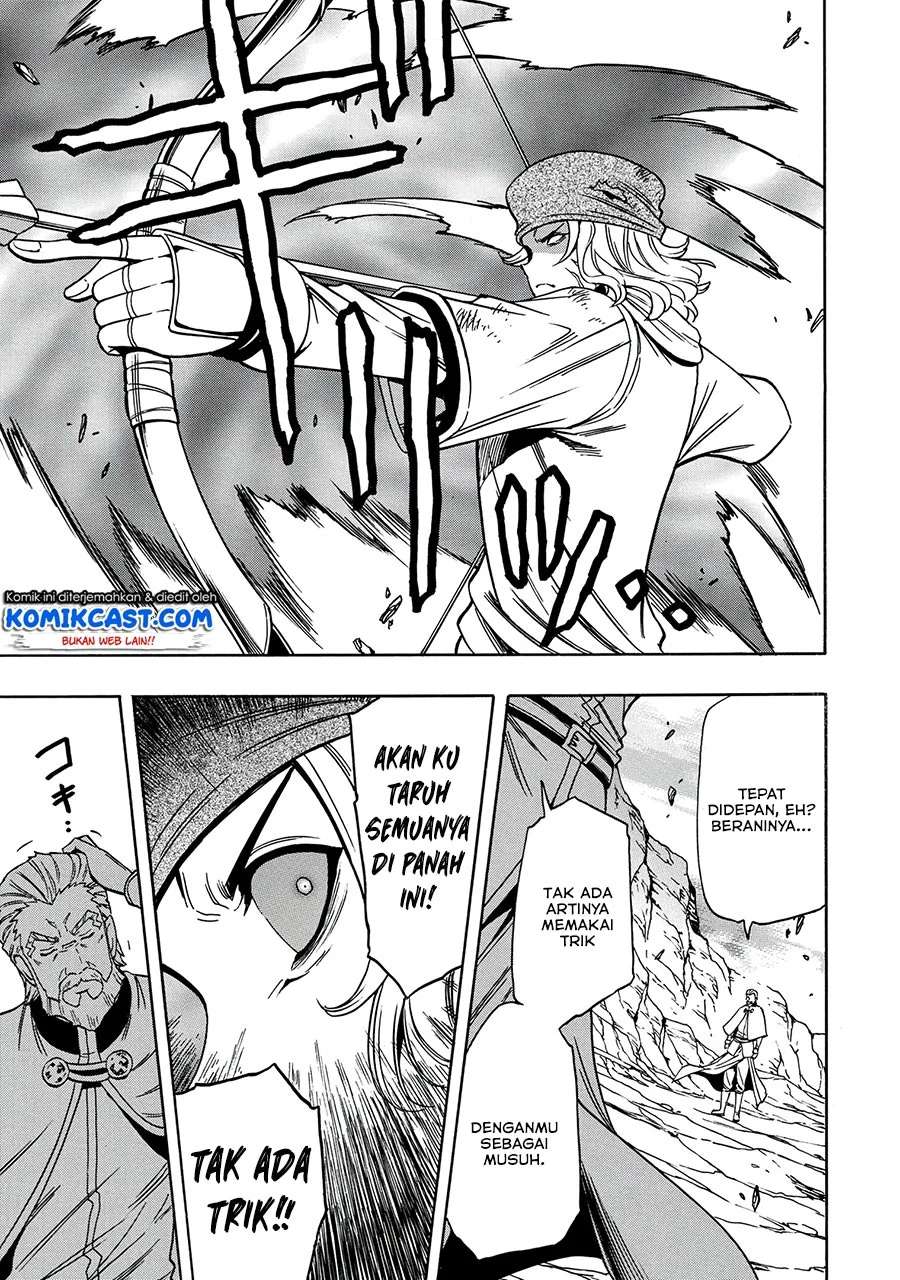 ギ
Komik ini diterjemahkan & diedit oleh
KOMIKCAST.COM
BUKAN WEB LAIN!!
TEPAT
DIDEPAN, EH?
BERANINYA...
TAK ADA
ARTINYA
MEMAKAI
TRIK
DENGANMU
SEBAGAI
MUSUH.
AKAN KU
TARUH
SEMUANYA
DI PANAH
INI!
TAK ADA
TRIK!!
コキ…